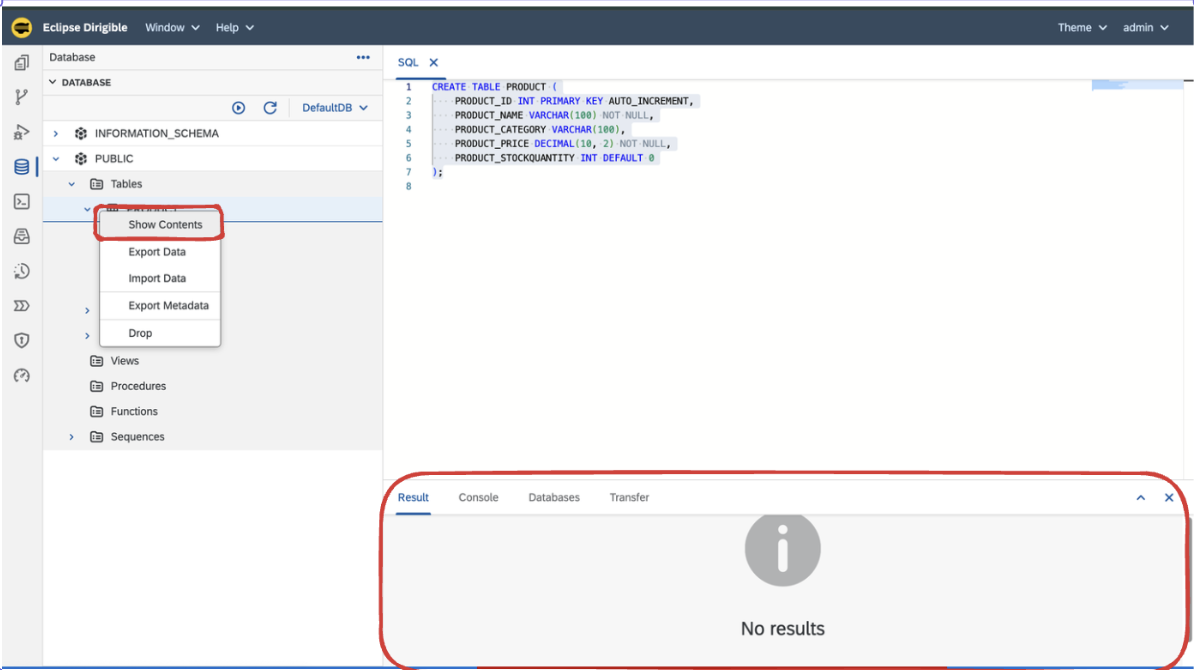 Eclipse Dirigible Window Help Theme admin
Database
DATABASE
DefaultDB
INFORMATION_SCHEMA
PUBLIC
Tables
Show Contents
Export Data
Import Data
Export Metadata
Drop
Views
Procedures
Functions
Sequences
SQL
1 CREATE TABLE PRODUCT (
2 ····PRODUCT_ID INT PRIMARY KEY AUTO_INCREMENT,
3 ····PRODUCT_NAME VARCHAR(100) NOT NULL,
4 ····PRODUCT_CATEGORY VARCHAR(100),
5 ····PRODUCT_PRICE DECIMAL(10, 2) NOT NULL,
6 ····PRODUCT_STOCKQUANTITY INT DEFAULT 0
7 );
8
Result Console Databases Transfer
No results